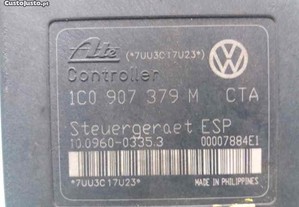 CustoJusto.pt
Ate
(*7UU3C17U23*)
Controller
1C0 907 379 M CTA
Steuergeraet ESP
10.0960-0335.3 00007884E1
*7UU3C17U23*
MADE IN PHILIPPINES